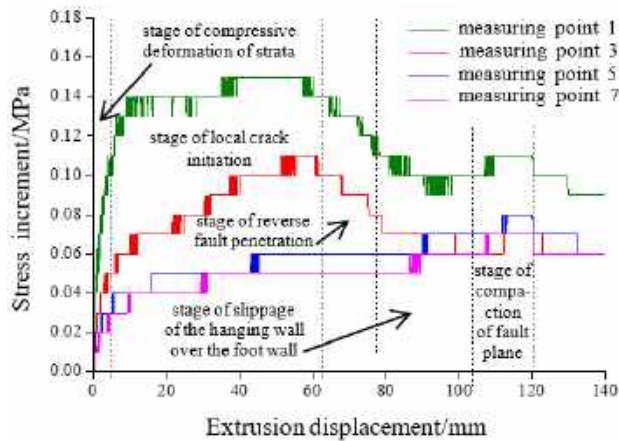 0.18
0.16
0.14
0.12
0.10
0.08
0.06
0.04
0.02
0.00
Stress increment/MPa
stage of compressive
deformation of strata
measuring point 1
measuring point 3
measuring point 5
measuring point 7
stage of local crack
initiation
stage of reverse
fault penetration
stage of slippage
of the hanging wall
over the foot wall
stage of
compa-
ction
of fault
plane
0
20
40
60
80
100
120
140
Extrusion displacement/mm